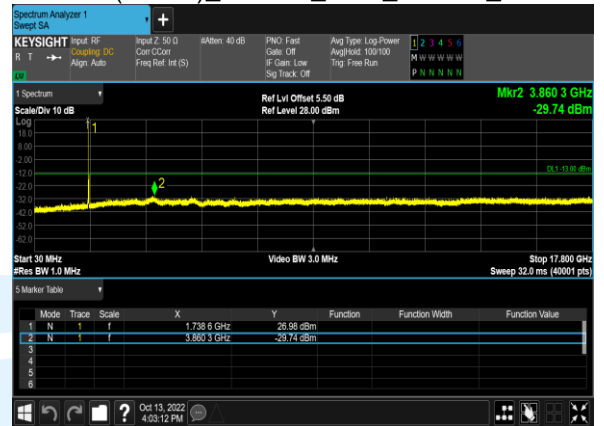 Spectrum Analyzer 1
Swept SA
KEYSIGHT Input: RF
R T Coupling: DC
Align: Auto
LV
Input Z: 50 Ω
Corr CCorr
Freq Ref: Int (S)
#Atten: 40 dB
PNO: Fast
Gate: Off
IF Gain: Low
Sig Track: Off
Avg Type: Log-Power
Avg|Hold: 100/100
Trig: Free Run
1 2 3 4 5 6
M W W W W W
P N N N N N
1 Spectrum
Scale/Div 10 dB
Ref Lvl Offset 5.50 dB
Ref Level 28.00 dBm
Mkr2 3.860 3 GHz
-29.74 dBm
Log
18.0
8.00
-2.00
-12.0
-22.0
-32.0
-42.0
-52.0
-62.0
1
2
DL1 -13.00 dBm
Start 30 MHz
#Res BW 1.0 MHz
Video BW 3.0 MHz
Stop 17.800 GHz
Sweep 32.0 ms (40001 pts)
5 Marker Table
Mode Trace Scale X Y Function Function Width Function Value
1 N 1 f 1.738 6 GHz 26.98 dBm
2 N 1 f 3.860 3 GHz -29.74 dBm
3
4
5
6
? Oct 13, 2022
4:03:12 PM